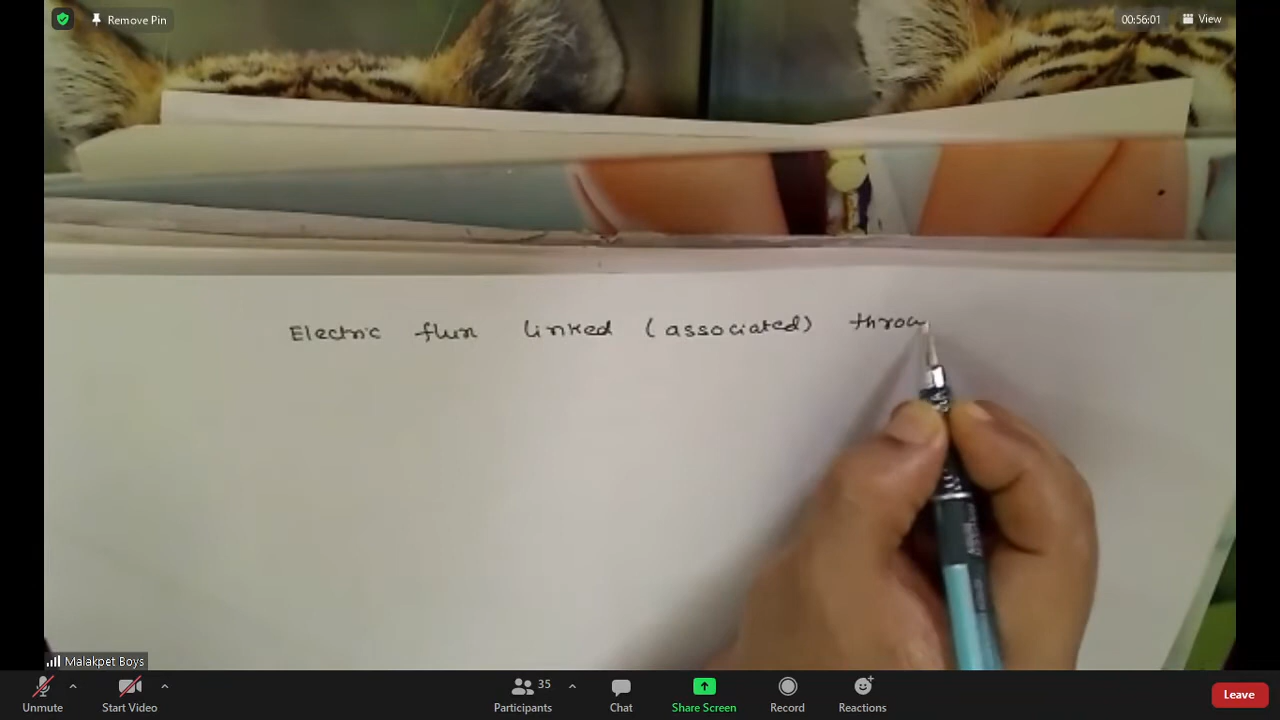 Remove Pin
00:56:01
View
Electric flux linked (associated) throu
Malakpet Boys
Unmute
Start Video
Participants
35
Chat
Share Screen
Record
Reactions
Leave